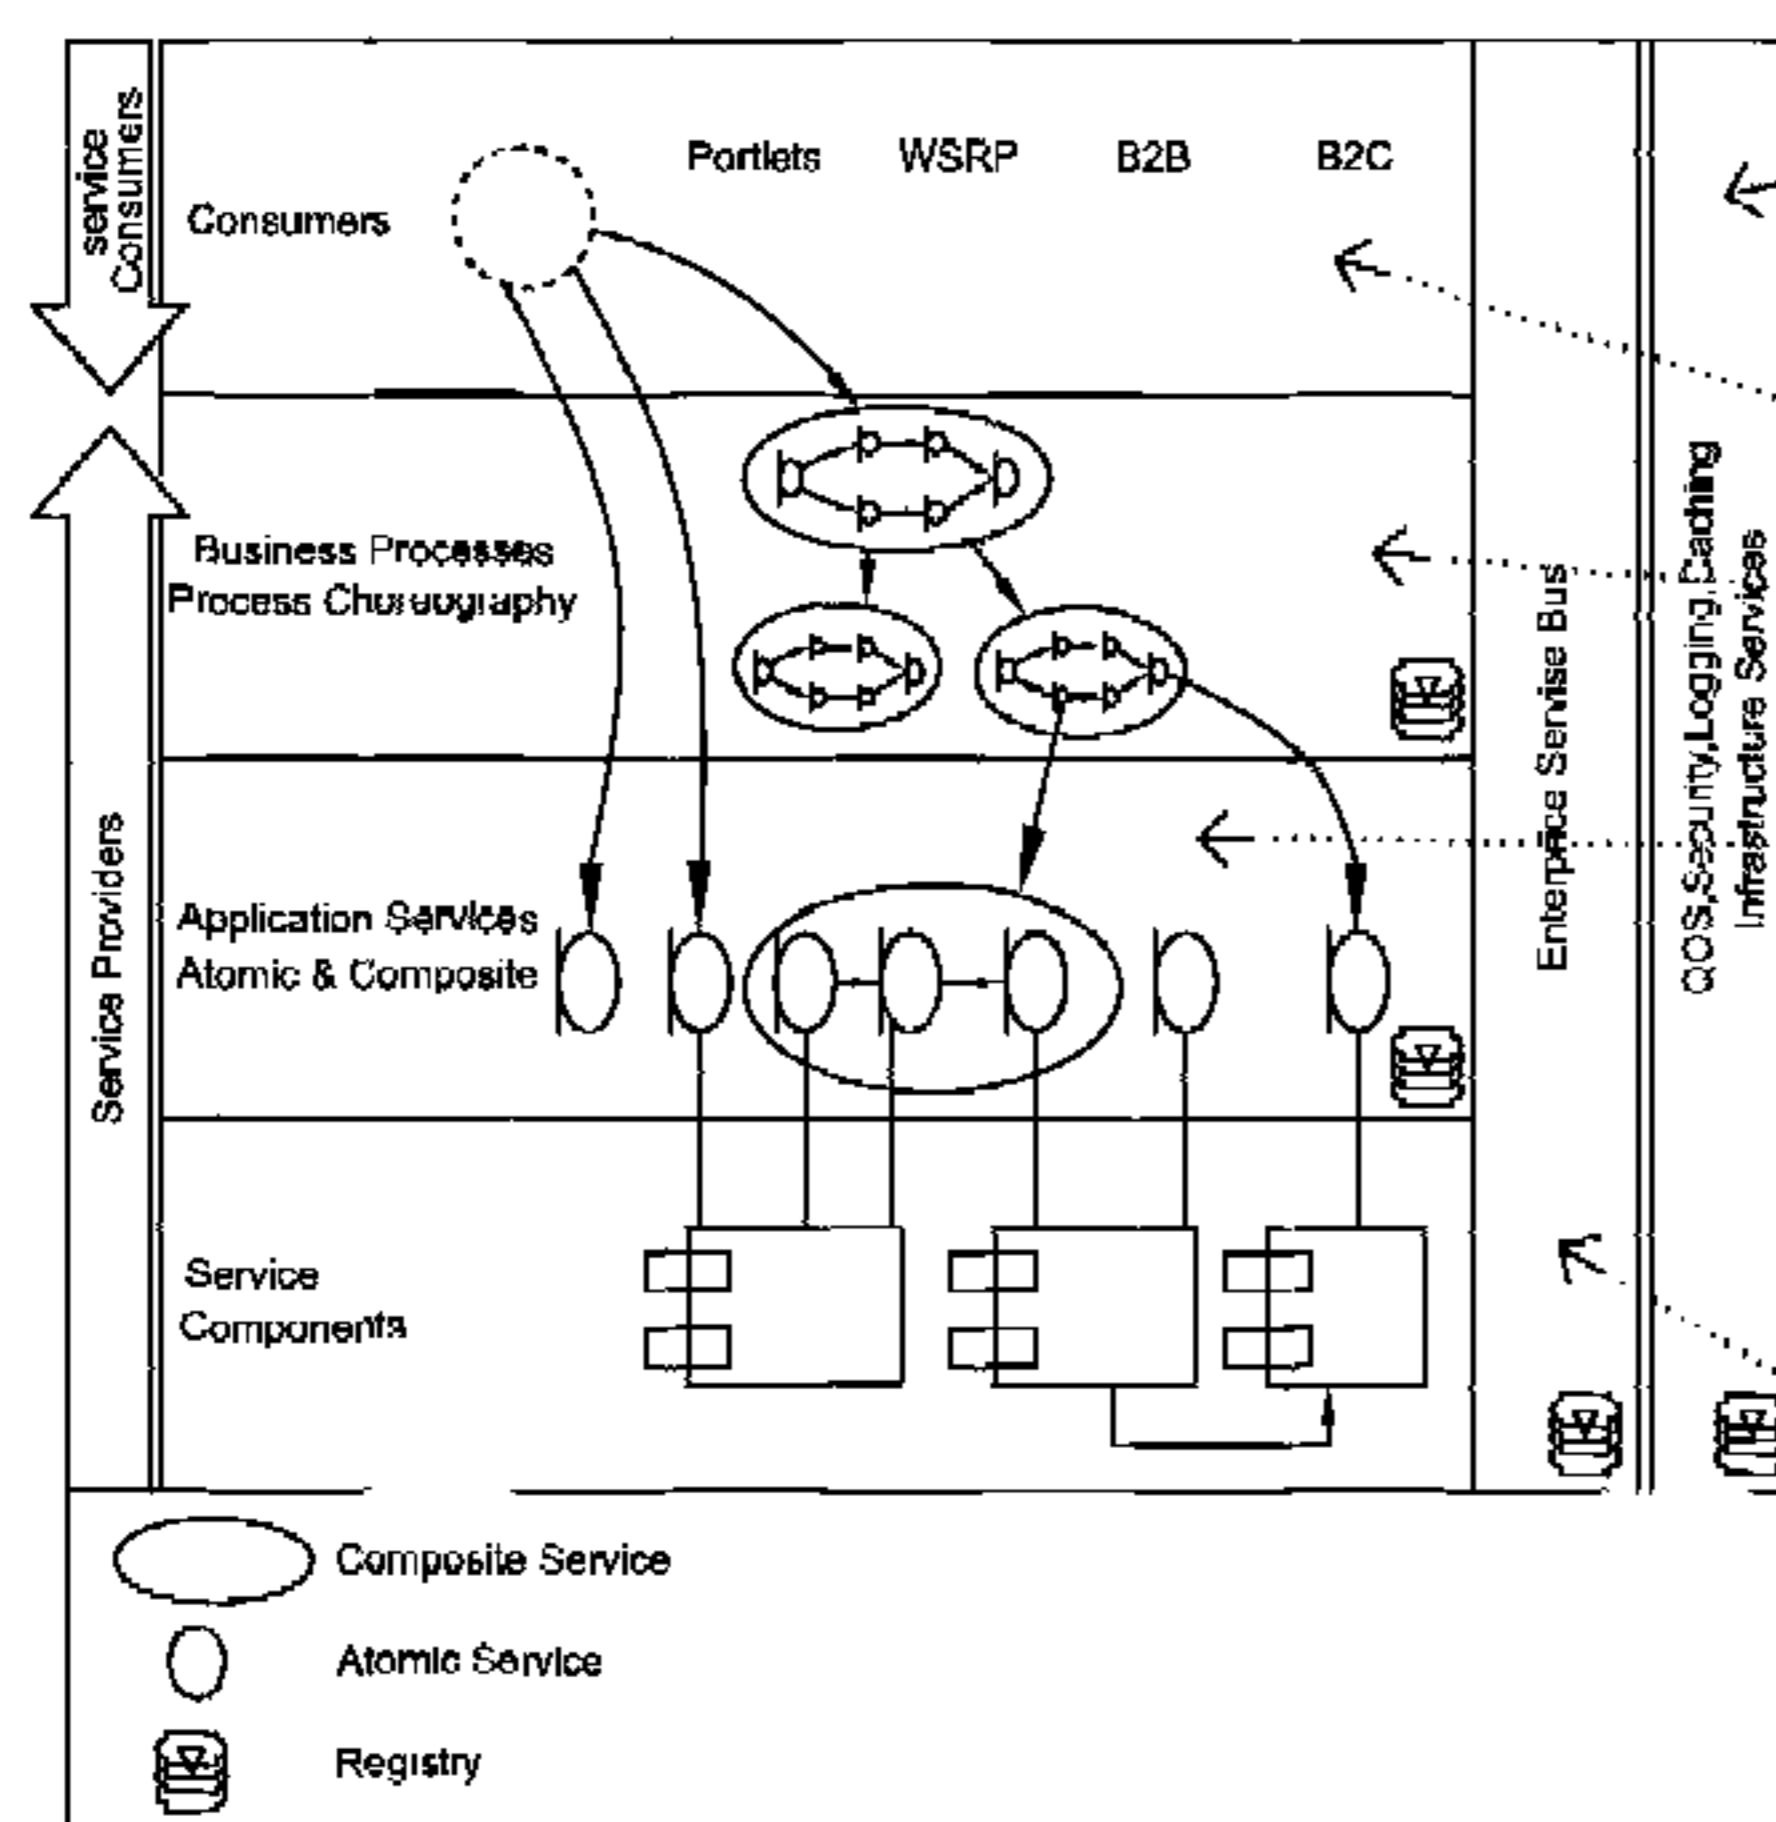 service
Consumers
Portlets WSRP B2B B2C
Consumers
Business Processes
Process Choreography
Application Services
Atomic & Composite
Service Providers
Service
Components
Enterprice Servise Bus
QOS,Security,Logging,Caching
Infrastructure Services
Composite Service
Atomic Service
Registry